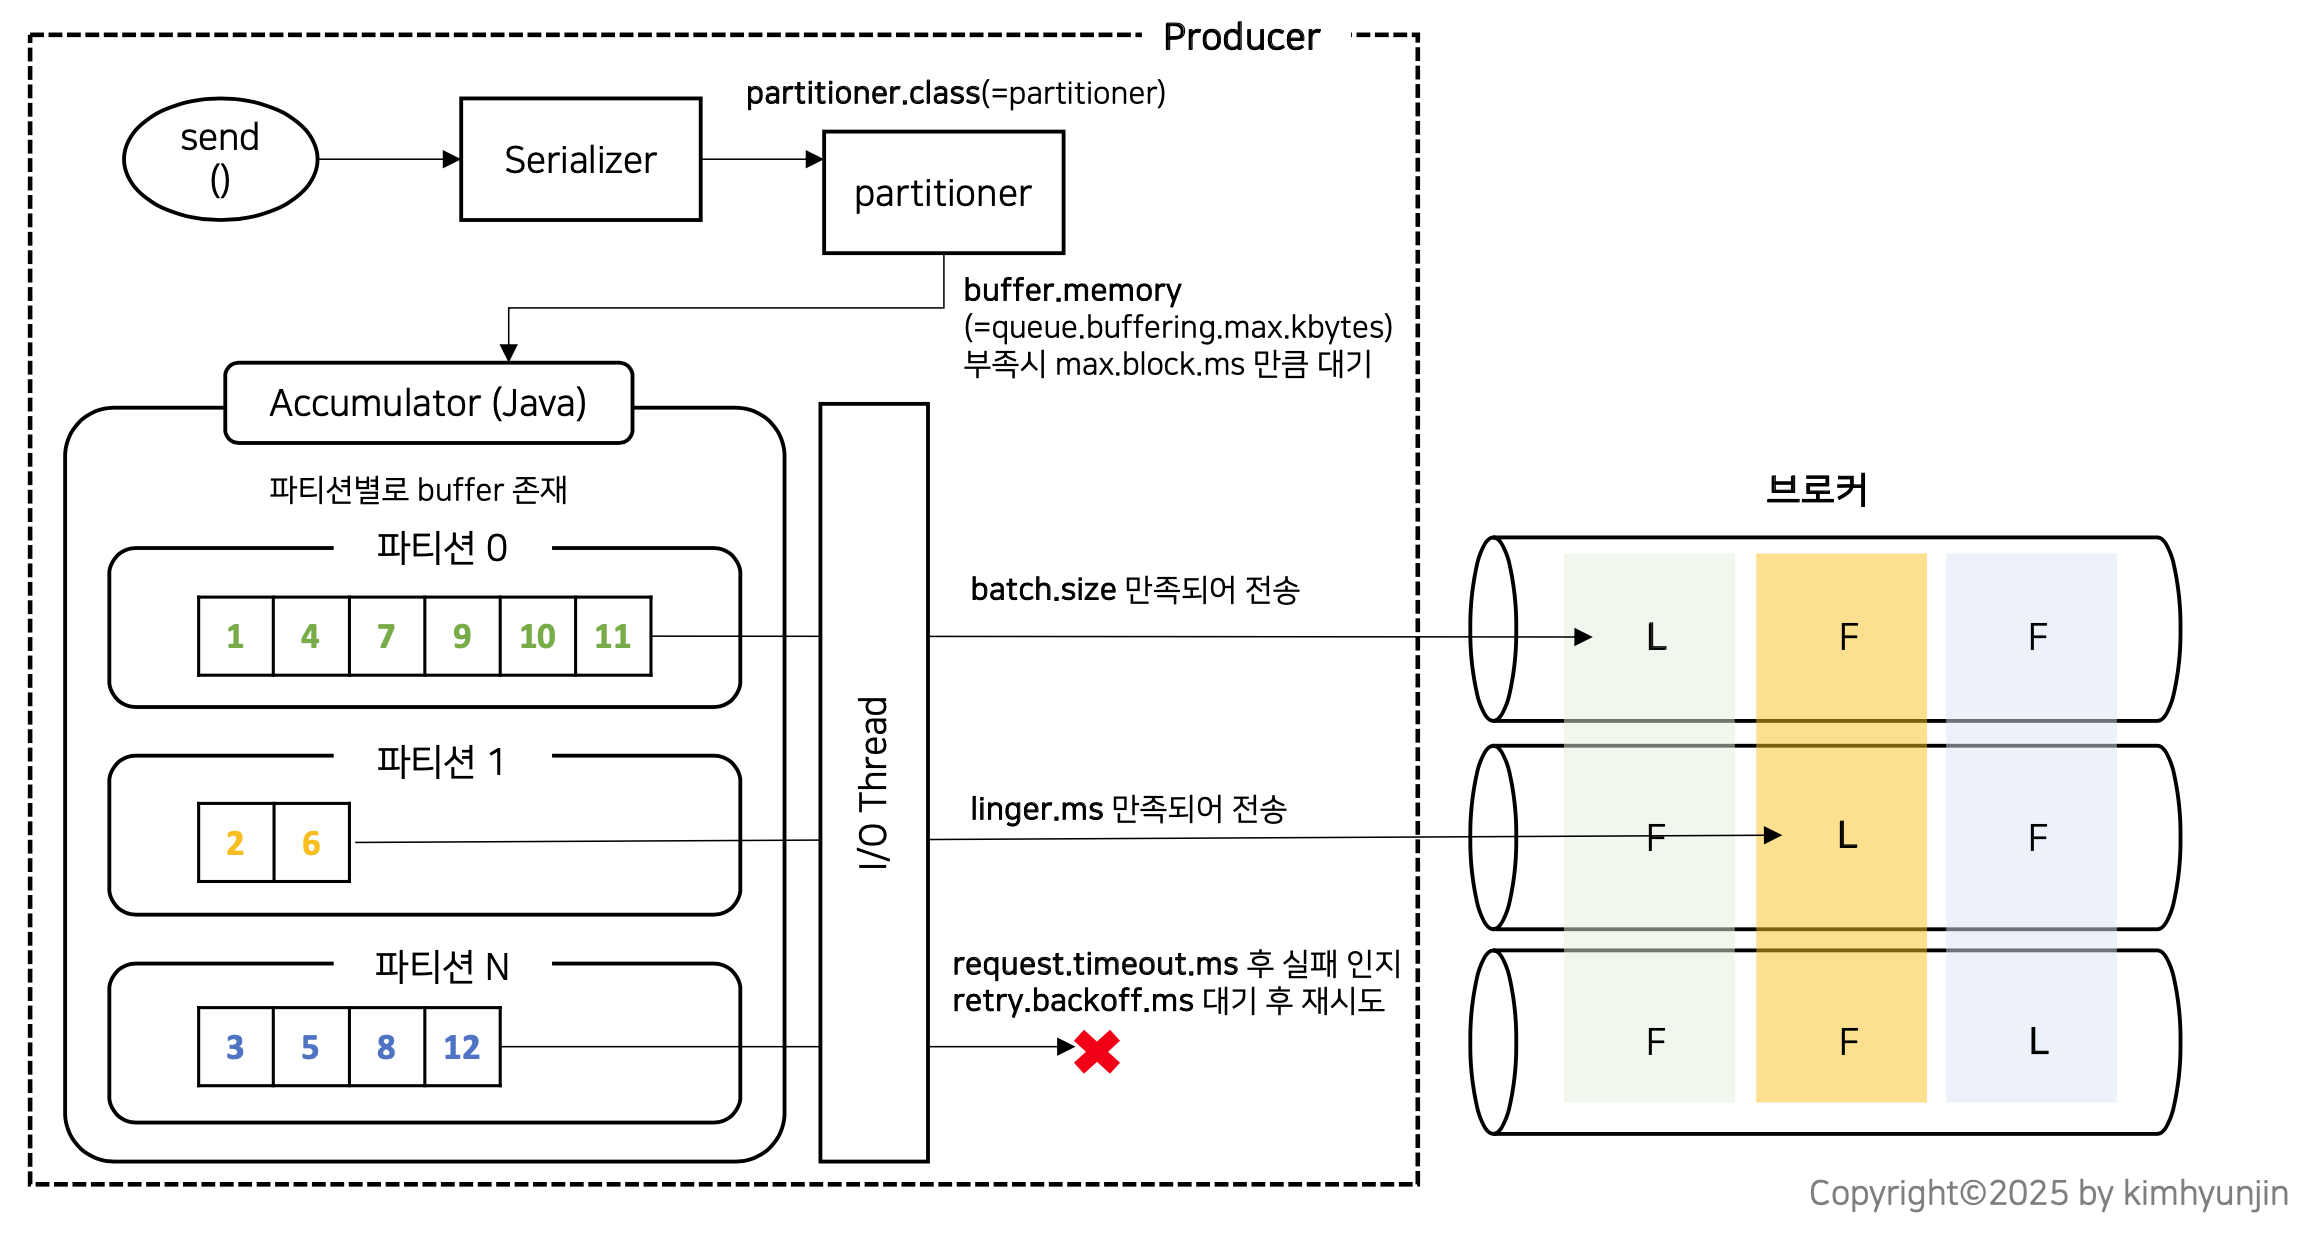 Producer
partitioner.class(=partitioner)
send
()
Serializer
partitioner
buffer.memory
(=queue.buffering.max.kbytes)
부족시 max.block.ms 만큼 대기
Accumulator (Java)
파티션별로 buffer 존재
브로커
파티션 0
1 4 7 9 10 11
batch.size 만족되어 전송
L F F
파티션 1
2 6
I/O Thread
linger.ms 만족되어 전송
F L F
파티션 N
3 5 8 12
request.timeout.ms 후 실패 인지
retry.backoff.ms 대기 후 재시도
F F L
Copyright©2025 by kimhyunjin